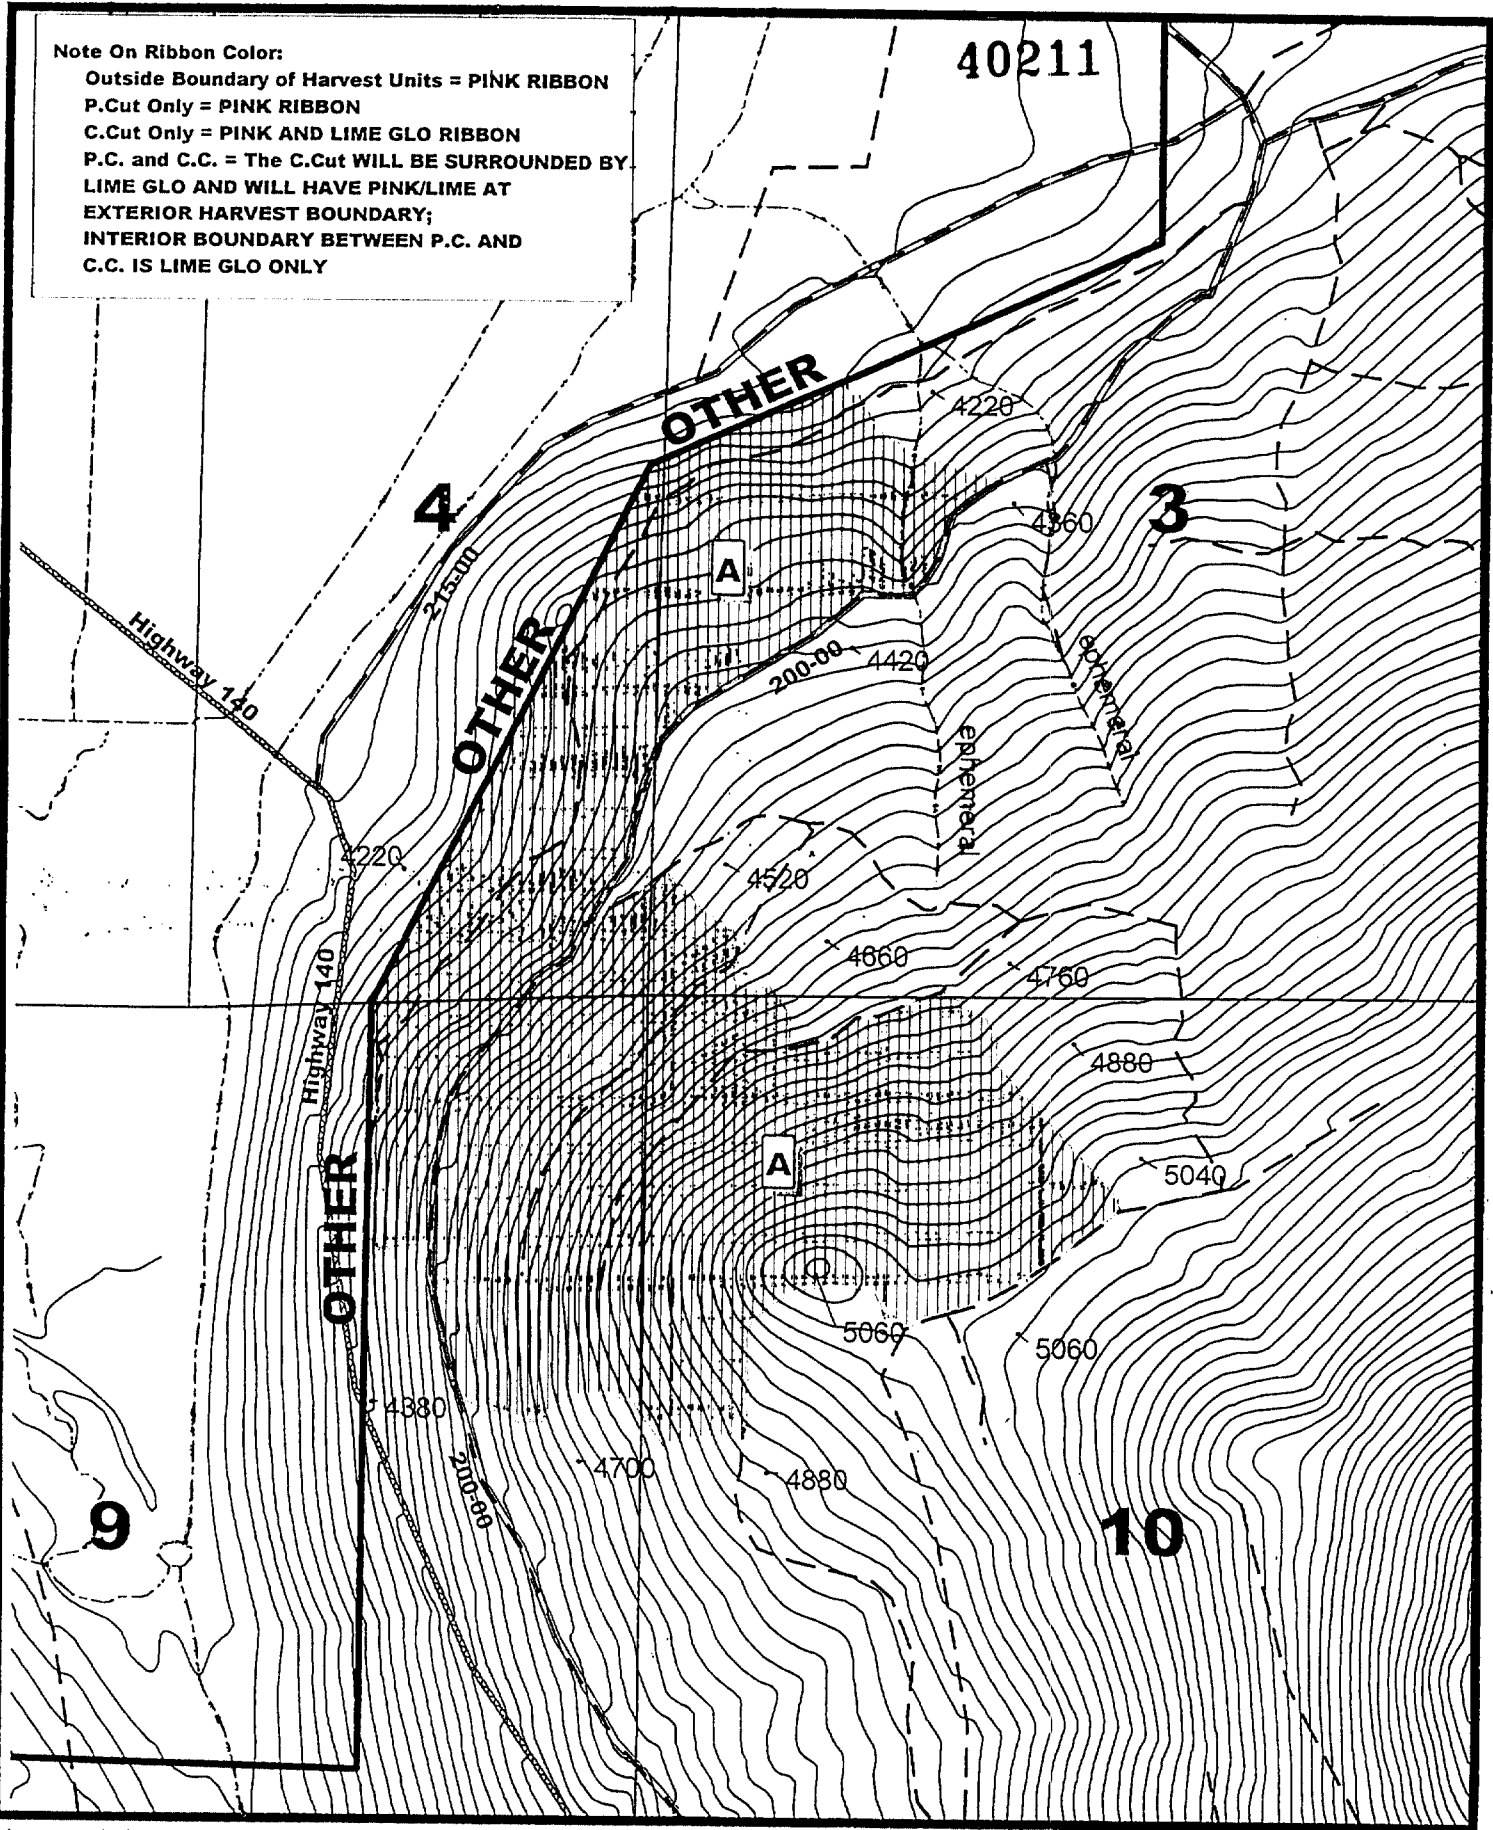 Note On Ribbon Color:
Outside Boundary of Harvest Units = PINK RIBBON
P.Cut Only = PINK RIBBON
C.Cut Only = PINK AND LIME GLO RIBBON
P.C. and C.C. = The C.Cut WILL BE SURROUNDED BY
LIME GLO AND WILL HAVE PINK/LIME AT
EXTERIOR HARVEST BOUNDARY;
INTERIOR BOUNDARY BETWEEN P.C. AND
C.C. IS LIME GLO ONLY
40211
OTHER
4220
4
3
4360
A
215-00
Highway 140
OTHER
200-00
4420
ephemeral
ephemeral
4220
4520
4660
4760
Highway 140
4880
A
5040
OTHER
5060
5060
4380
4700
4880
200-00
9
10